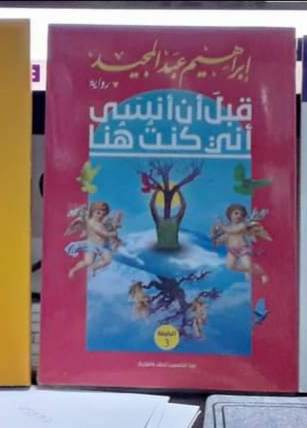 إبراهيم عبد المجيد
رواية
قبل أن أنسى
أني كنت هنا
الطبعة
3